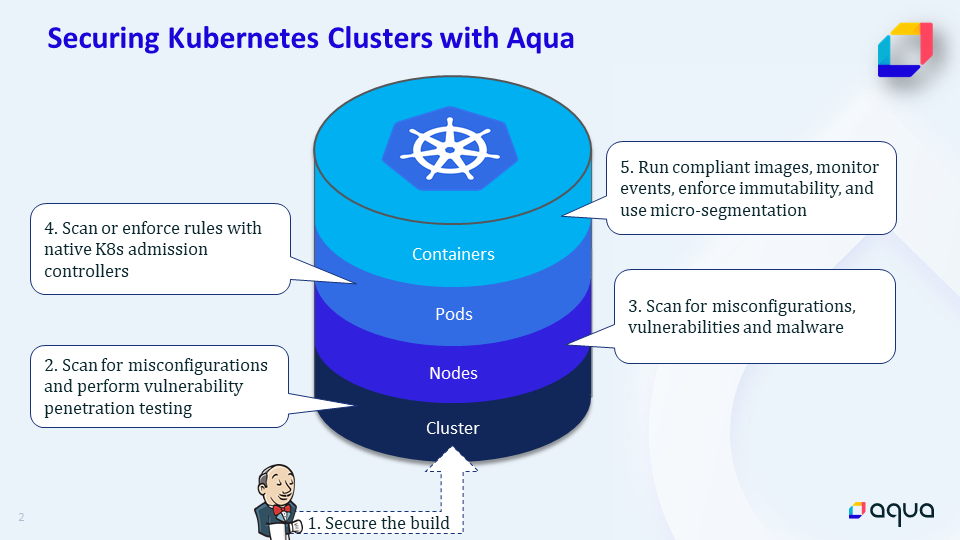 Securing Kubernetes Clusters with Aqua
5. Run compliant images, monitor
events, enforce immutability, and
use micro-segmentation
4. Scan or enforce rules with
native K8s admission
controllers
Containers
3. Scan for misconfigurations,
vulnerabilities and malware
Pods
2. Scan for misconfigurations
and perform vulnerability
penetration testing
Nodes
Cluster
1. Secure the build
2
aqua